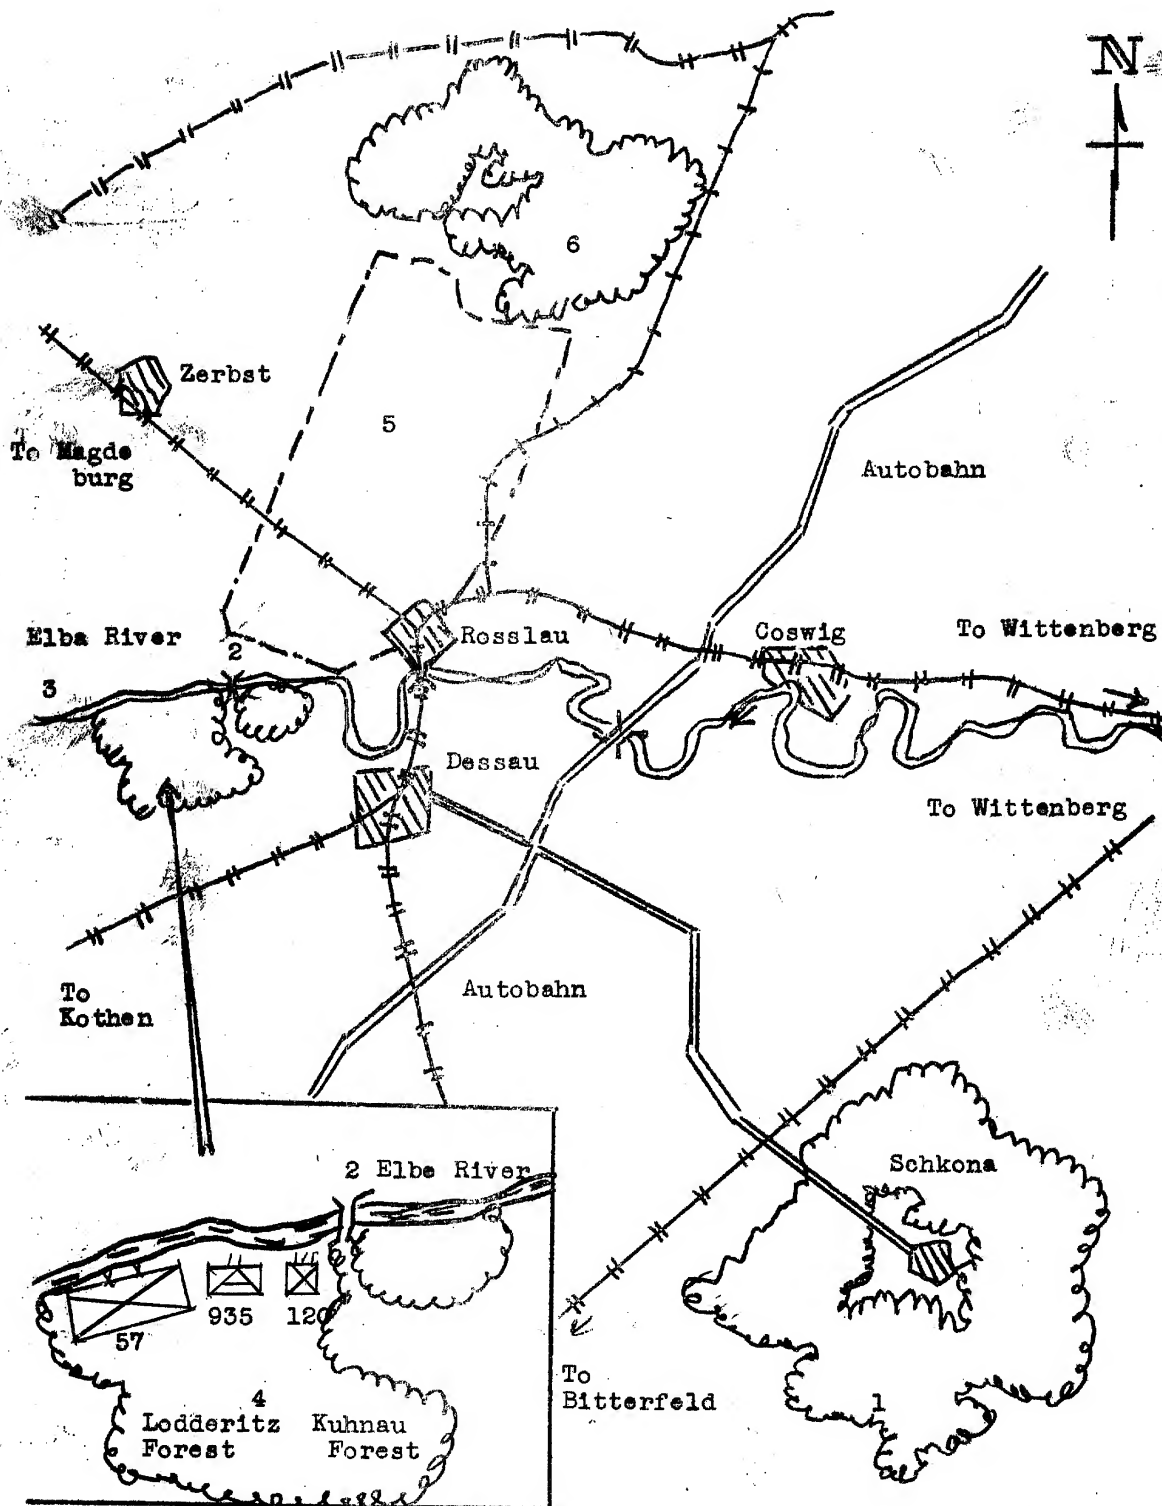 N
6
Zerbst
5
To Magde
burg
Autobahn
Elba River
Rosslau
Coswig
To Wittenberg
2
3
Dessau
To Wittenberg
To
Kothen
Autobahn
2 Elbe River
Schkona
935
120
57
To
Bitterfeld
1
4
Lodderitz
Forest
Kuhnau
Forest